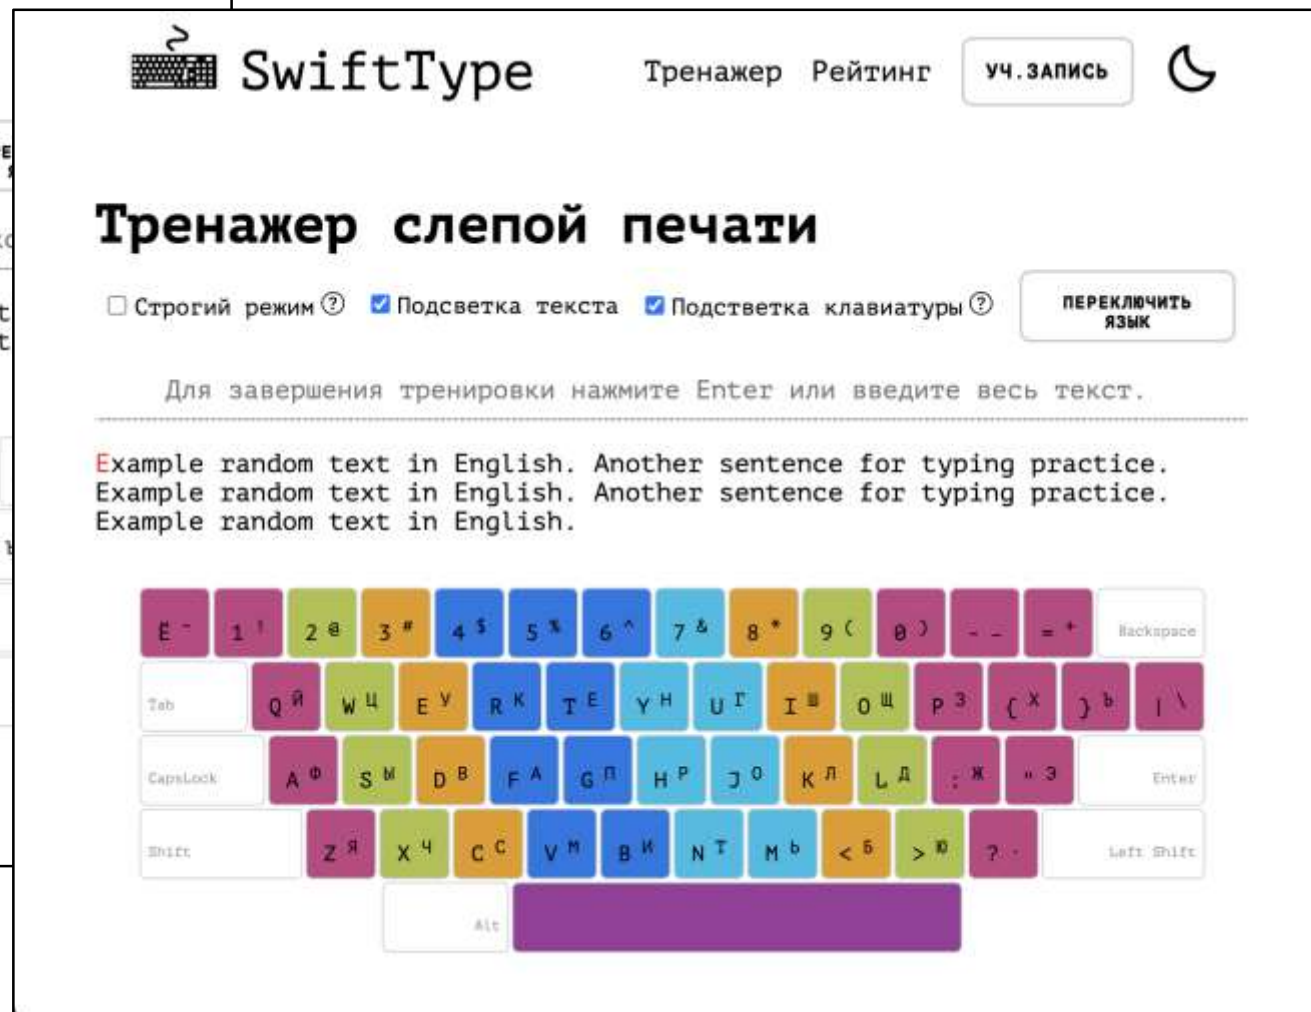 SwiftType
Тренажер Рейтинг УЧ.ЗАПИСЬ
Тренажер слепой печати
Строгий режим ? Подсветка текста Подстветка клавиатуры ? ПЕРЕКЛЮЧИТЬ
ЯЗЫК
Для завершения тренировки нажмите Enter или введите весь текст.
Example random text in English. Another sentence for typing practice.
Example random text in English. Another sentence for typing practice.
Example random text in English.
Ё ~ 1 ! 2 @ 3 # 4 $ 5 % 6 ^ 7 & 8 * 9 ( 0 ) - _ = + Backspace
Tab Q Й W Ц E У R К T Е Y Н U Г I Ш O Щ P З { Х } Ъ | \
CapsLock A Ф S Ы D В F А G П H Р J О K Л L Д : Ж " Э Enter
Shift Z Я X Ч C С V М B И N Т M Ь < Б > Ю ? . Left Shift
Alt